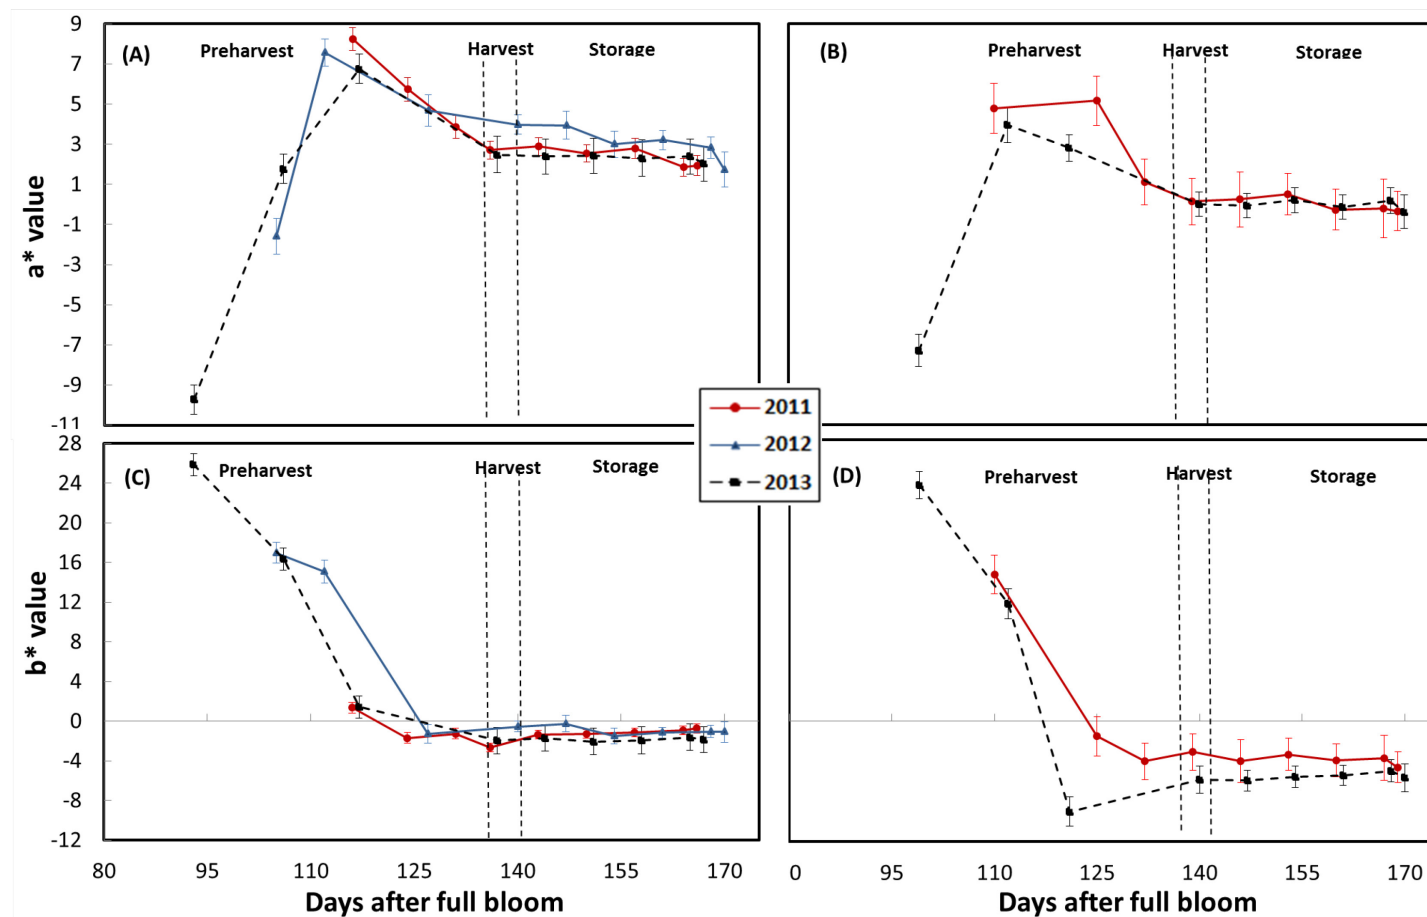 9
7
5
3
1
-1
-3
-5
-7
-9
-11
a* value
(A)
Preharvest
Harvest
Storage
(B)
Preharvest
Harvest
Storage
2011
2012
2013
28
24
20
16
12
8
4
0
-4
-8
-12
b* value
(C)
Preharvest
Harvest
Storage
(D)
Preharvest
Harvest
Storage
80 95 110 125 140 155 170
0 95 110 125 140 155 170
Days after full bloom
Days after full bloom